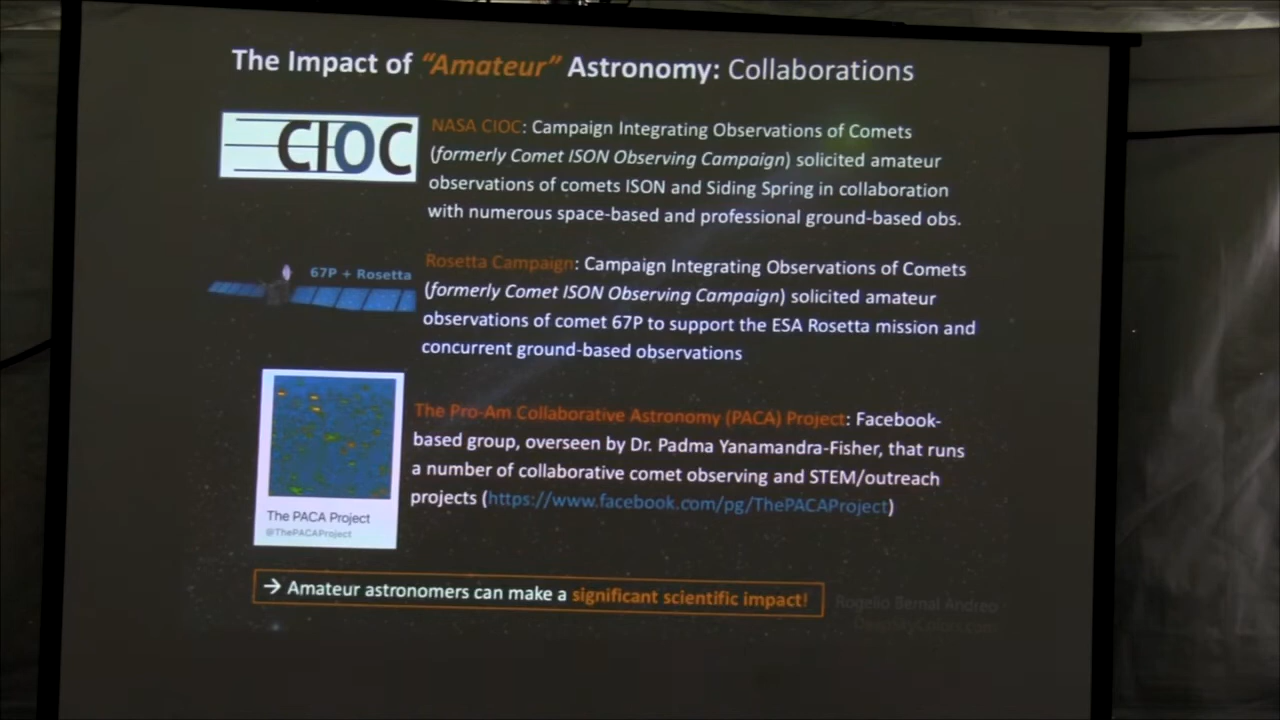 The Impact of "Amateur" Astronomy: Collaborations
CIOC
NASA CIOC: Campaign Integrating Observations of Comets
(formerly Comet ISON Observing Campaign) solicited amateur
observations of comets ISON and Siding Spring in collaboration
with numerous space-based and professional ground-based obs.
67P + Rosetta
Rosetta Campaign: Campaign Integrating Observations of Comets
(formerly Comet ISON Observing Campaign) solicited amateur
observations of comet 67P to support the ESA Rosetta mission and
concurrent ground-based observations
The Pro-Am Collaborative Astronomy (PACA) Project: Facebook-
based group, overseen by Dr. Padma Yanamandra-Fisher, that runs
a number of collaborative comet observing and STEM/outreach
projects (https://www.facebook.com/pg/ThePACAProject)
The PACA Project
@ThePACAProject
→ Amateur astronomers can make a significant scientific impact!
Rogelio Bernal Andreo -
DeepSkyColors.com